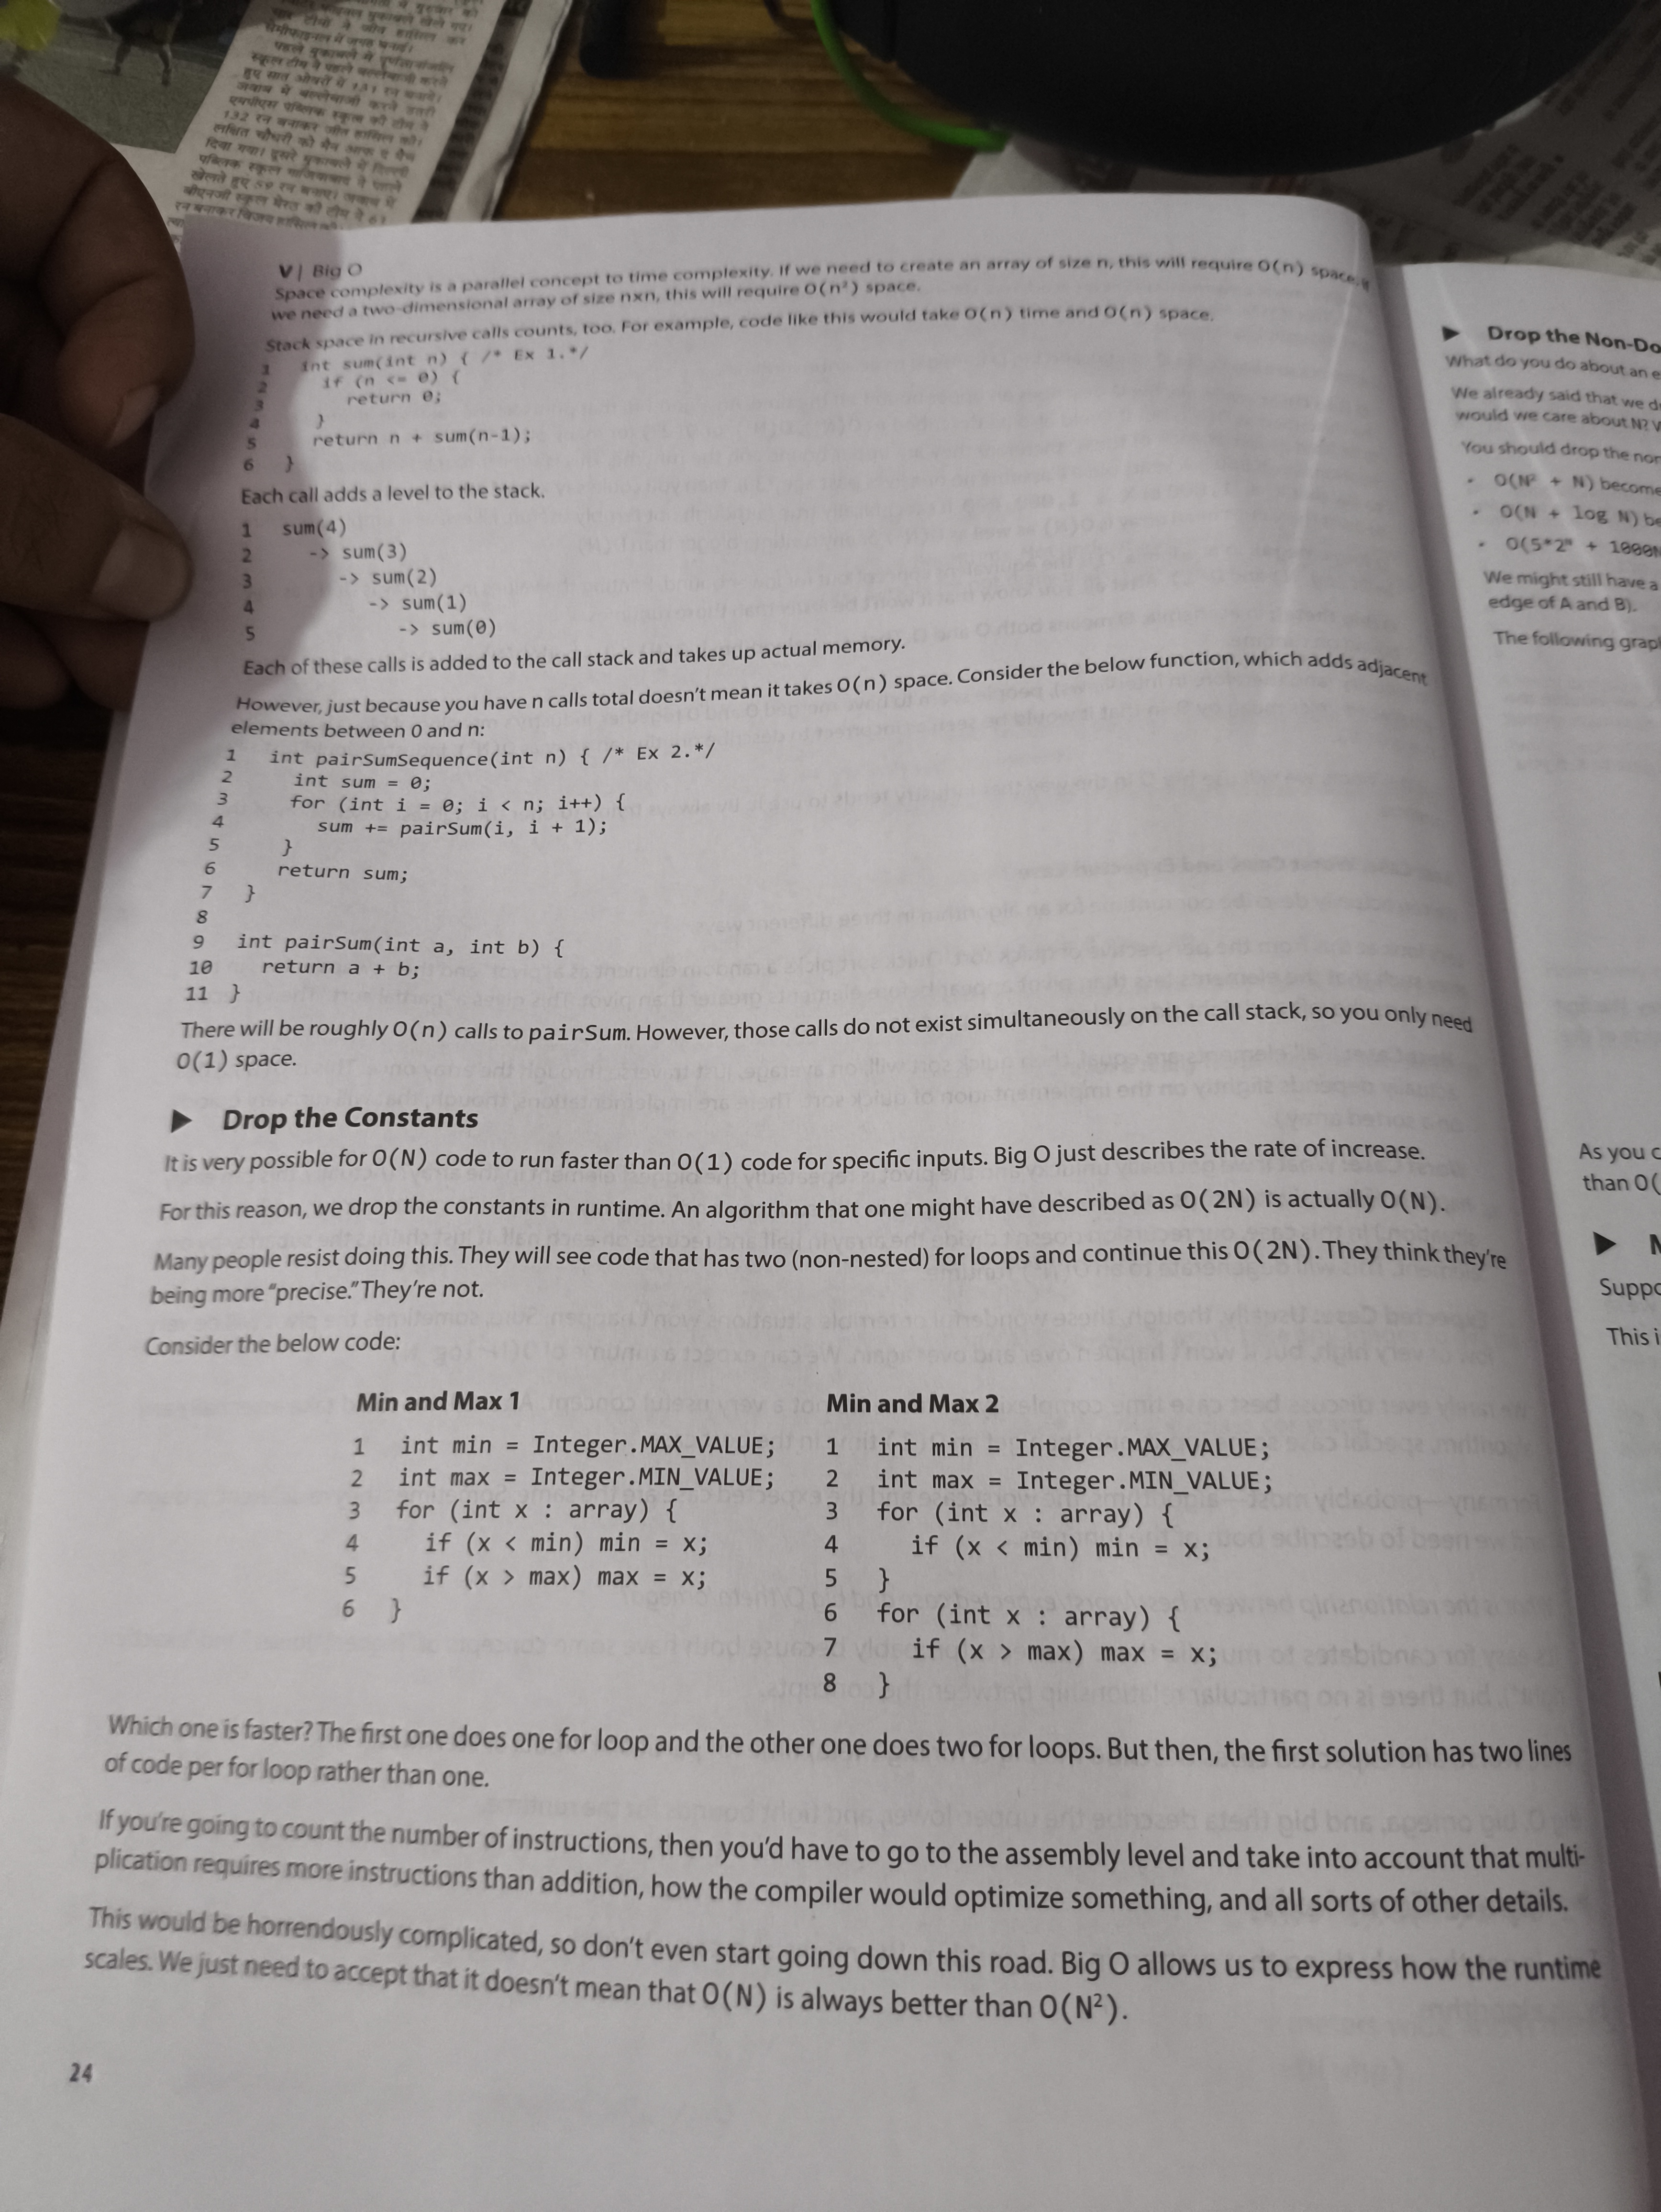 132 रन बनाकर जीत हासिल की।
V | Big O
Space complexity is a parallel concept to time complexity. If we need to create an array of size n, this will require O(n) space. If
we need a two-dimensional array of size nxn, this will require O(n²) space.
Stack space in recursive calls counts, too. For example, code like this would take O(n) time and O(n) space.
1 int sum(int n) { /* Ex 1.*/
2 if (n <= 0) {
3 return 0;
4 }
5 return n + sum(n-1);
6 }
Each call adds a level to the stack.
1 sum(4)
2 -> sum(3)
3 -> sum(2)
4 -> sum(1)
5 -> sum(0)
Each of these calls is added to the call stack and takes up actual memory.
However, just because you have n calls total doesn't mean it takes O(n) space. Consider the below function, which adds adjacent
elements between 0 and n:
1 int pairSumSequence(int n) { /* Ex 2.*/
2 int sum = 0;
3 for (int i = 0; i < n; i++) {
4 sum += pairSum(i, i + 1);
5 }
6 return sum;
7 }
8
9 int pairSum(int a, int b) {
10 return a + b;
11 }
There will be roughly O(n) calls to pairSum. However, those calls do not exist simultaneously on the call stack, so you only need
O(1) space.
▶ Drop the Constants
It is very possible for O(N) code to run faster than O(1) code for specific inputs. Big O just describes the rate of increase.
For this reason, we drop the constants in runtime. An algorithm that one might have described as O(2N) is actually O(N).
Many people resist doing this. They will see code that has two (non-nested) for loops and continue this O(2N). They think they're
being more "precise." They're not.
Consider the below code:
Min and Max 1
1 int min = Integer.MAX_VALUE;
2 int max = Integer.MIN_VALUE;
3 for (int x : array) {
4 if (x < min) min = x;
5 if (x > max) max = x;
6 }
Min and Max 2
1 int min = Integer.MAX_VALUE;
2 int max = Integer.MIN_VALUE;
3 for (int x : array) {
4 if (x < min) min = x;
5 }
6 for (int x : array) {
7 if (x > max) max = x;
8 }
Which one is faster? The first one does one for loop and the other one does two for loops. But then, the first solution has two lines
of code per for loop rather than one.
If you're going to count the number of instructions, then you'd have to go to the assembly level and take into account that multi-
plication requires more instructions than addition, how the compiler would optimize something, and all sorts of other details.
This would be horrendously complicated, so don't even start going down this road. Big O allows us to express how the runtime
scales. We just need to accept that it doesn't mean that O(N) is always better than O(N²).
24
▶ Drop the Non-Do
What do you do about an e
We already said that we d
would we care about N?
You should drop the non
• O(N² + N) become
• O(N + log N) be
• O(5*2ᴺ + 1000N
We might still have a
edge of A and B).
The following grap
As you c
than O(
▶
Suppo
This i